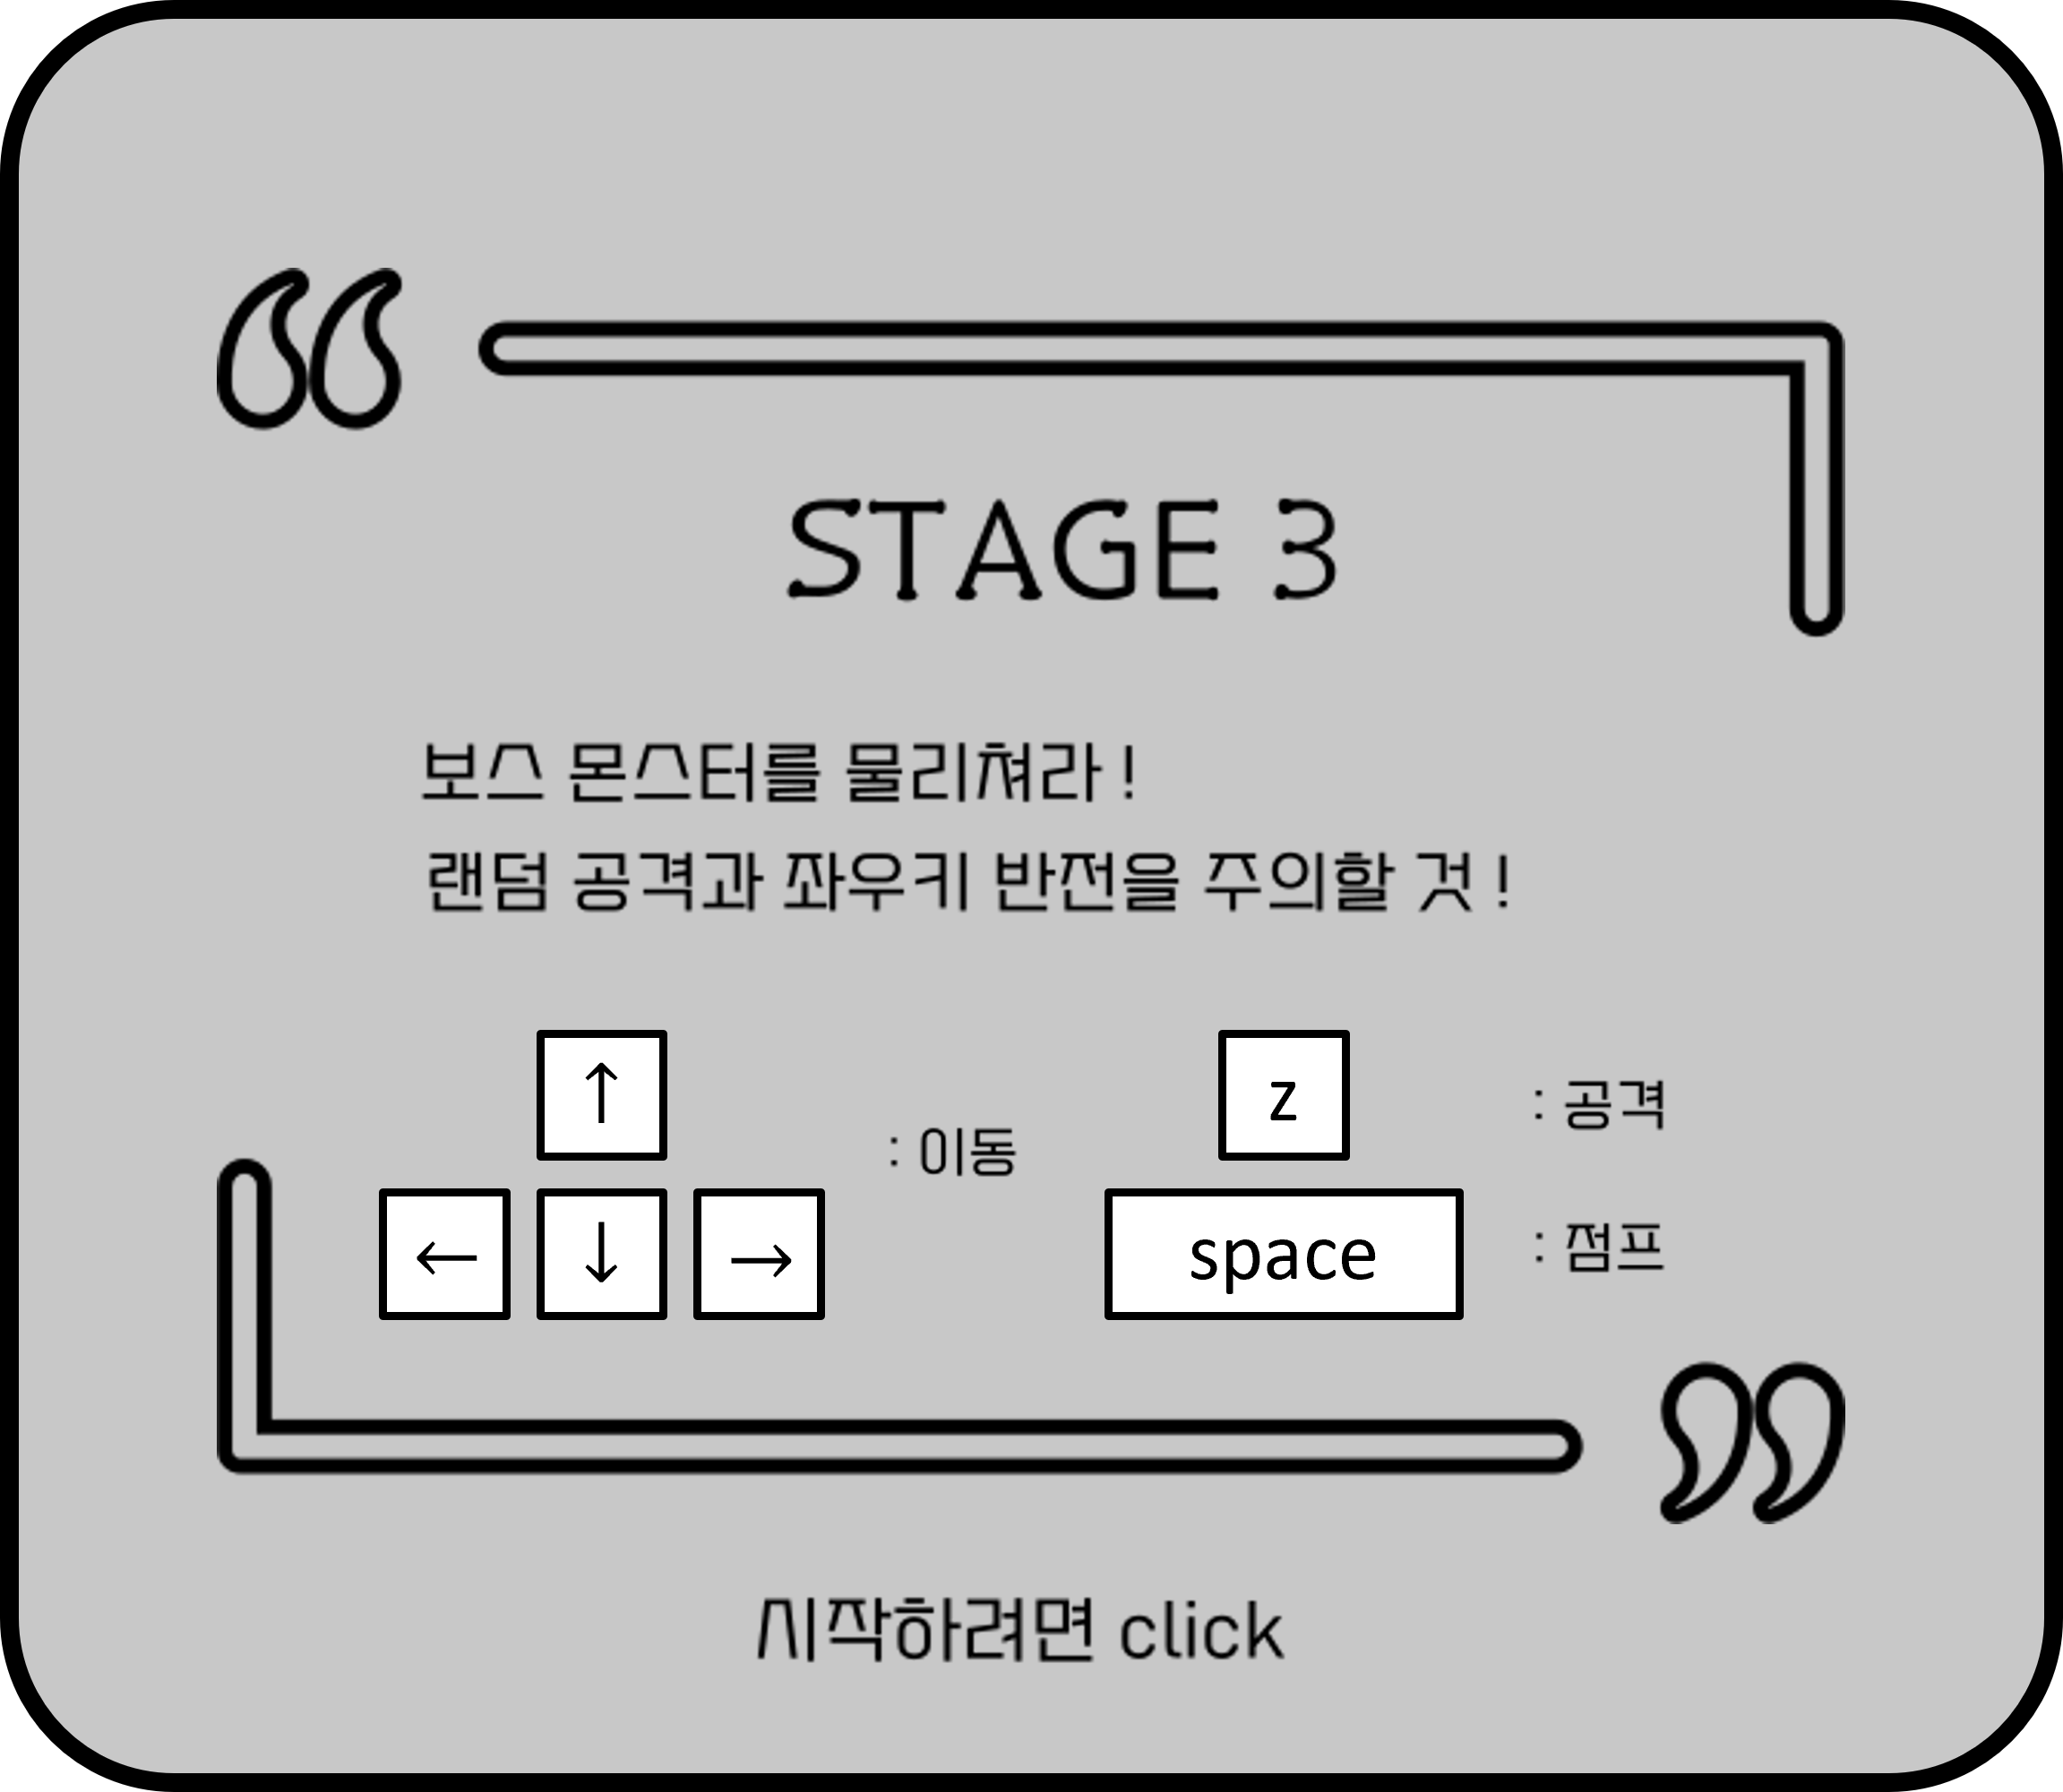 STAGE 3
보스 몬스터를 물리쳐라 !
랜덤 공격과 좌우키 반전을 주의할 것 !
↑
z : 공격
: 이동
← ↓ →
space : 점프
시작하려면 click